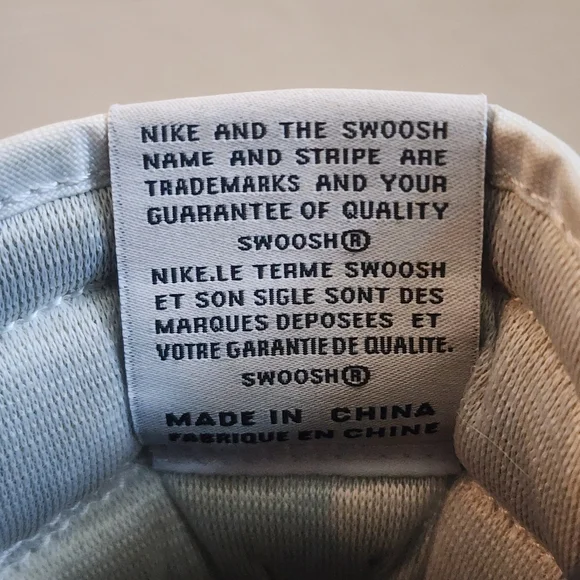 NIKE AND THE SWOOSH
NAME AND STRIPE ARE
TRADEMARKS AND YOUR
GUARANTEE OF QUALITY
SWOOSH®
NIKE.LE TERME SWOOSH
ET SON SIGLE SONT DES
MARQUES DEPOSEES ET
VOTRE GARANTIE DE QUALITE.
SWOOSH®
MADE IN CHINA
FABRIQUE EN CHINE